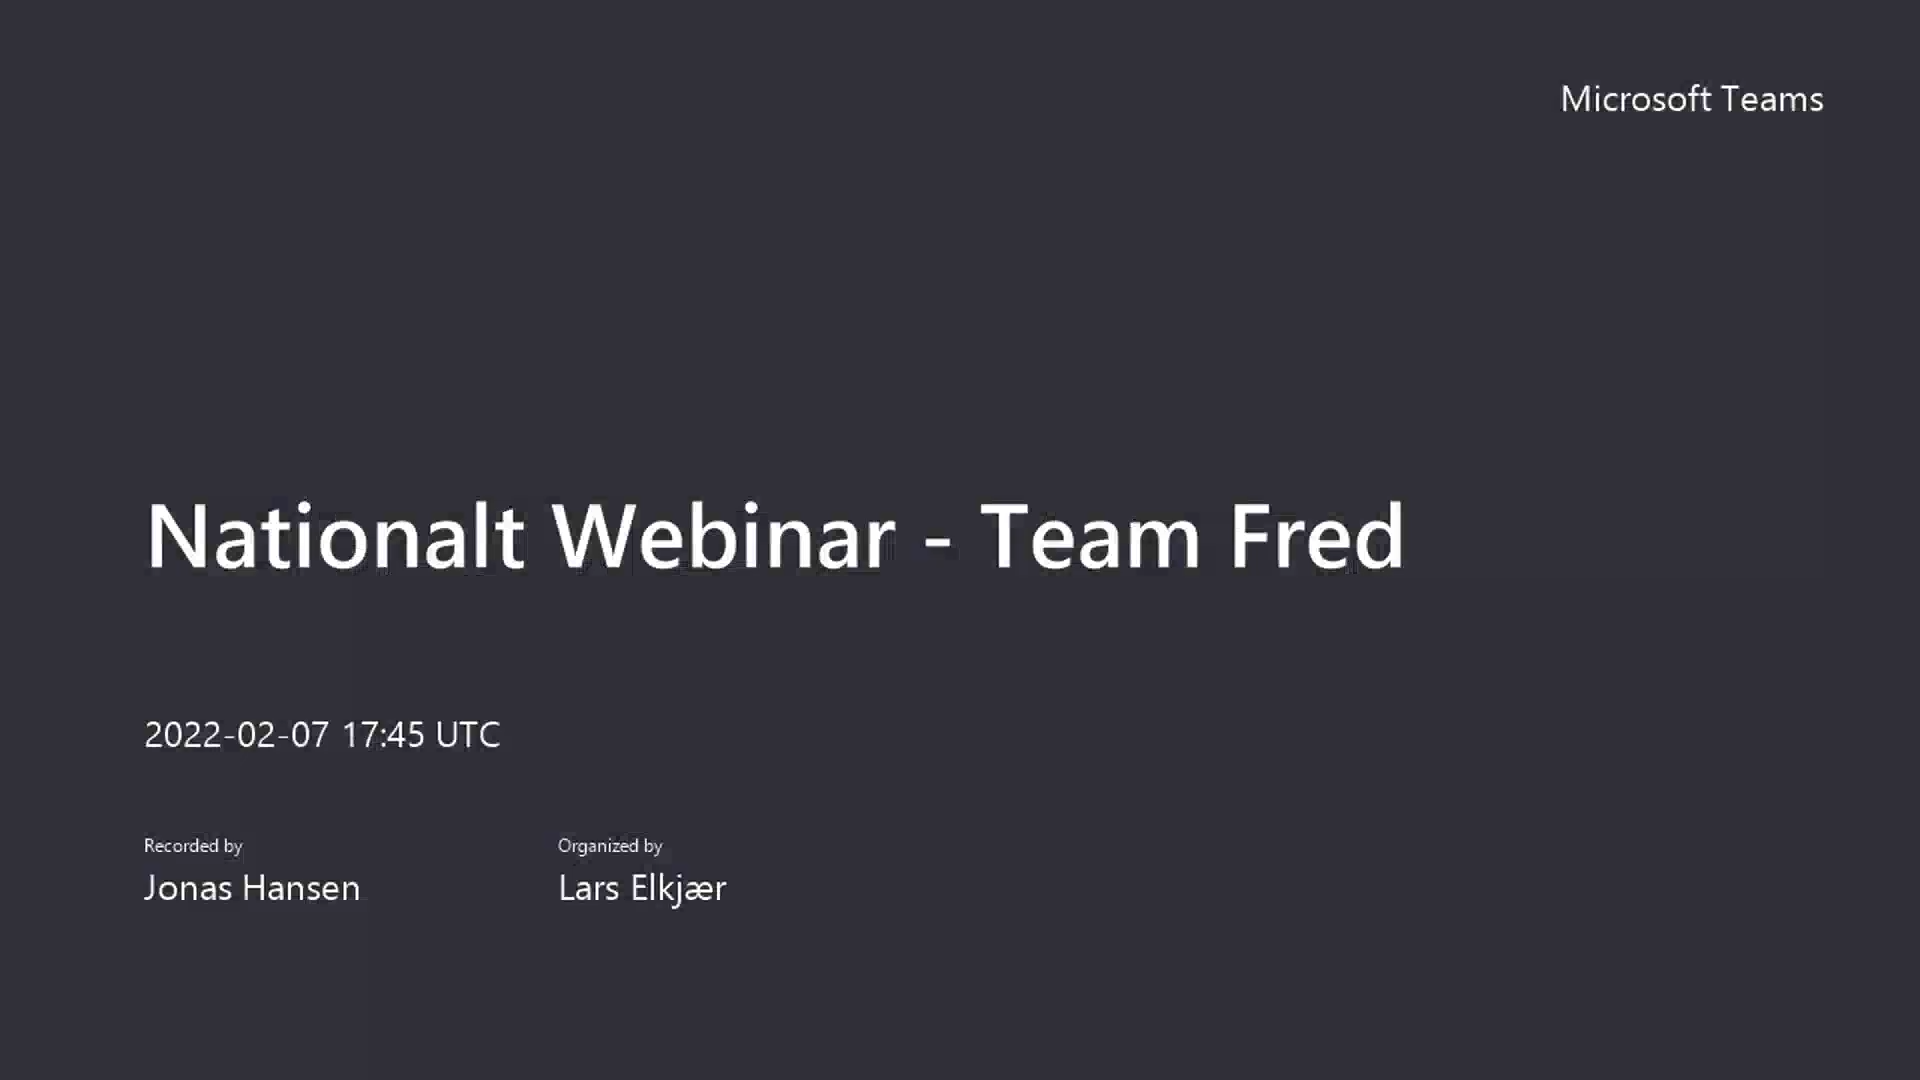 Microsoft Teams
Nationalt Webinar - Team Fred
2022-02-07 17:45 UTC
Recorded by
Jonas Hansen
Organized by
Lars Elkjær